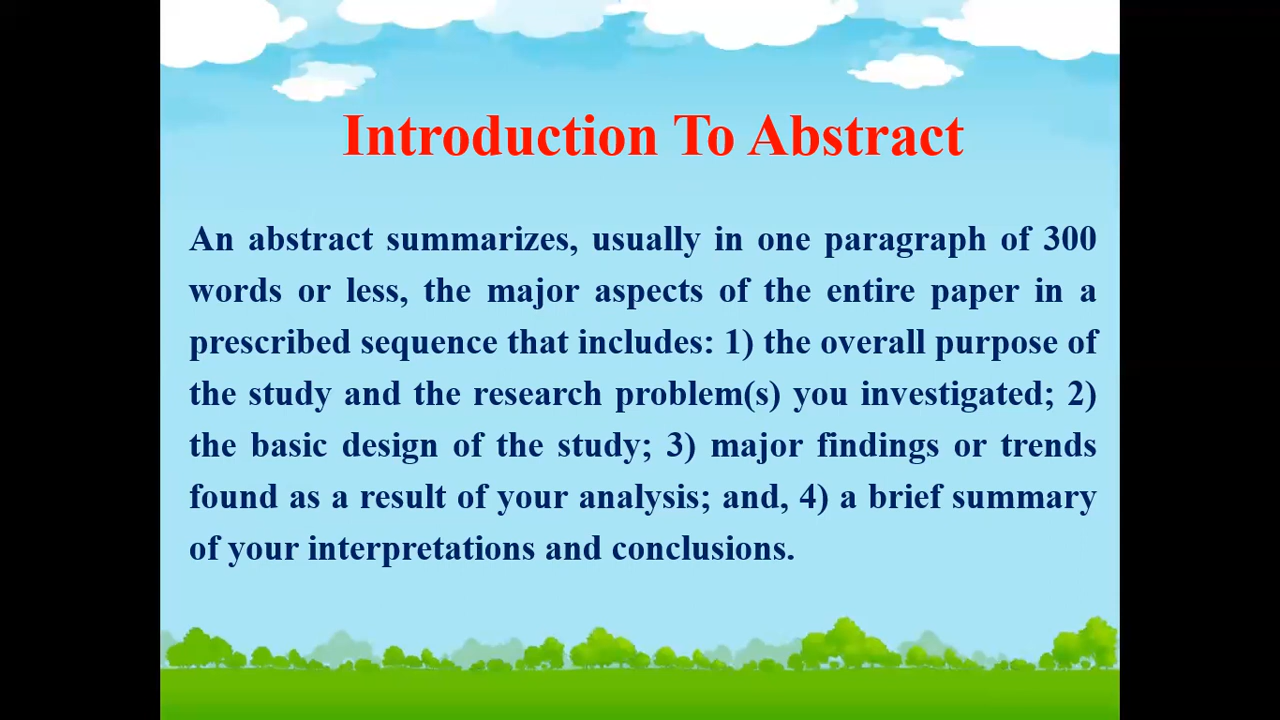 Introduction To Abstract
An abstract summarizes, usually in one paragraph of 300
words or less, the major aspects of the entire paper in a
prescribed sequence that includes: 1) the overall purpose of
the study and the research problem(s) you investigated; 2)
the basic design of the study; 3) major findings or trends
found as a result of your analysis; and, 4) a brief summary
of your interpretations and conclusions.